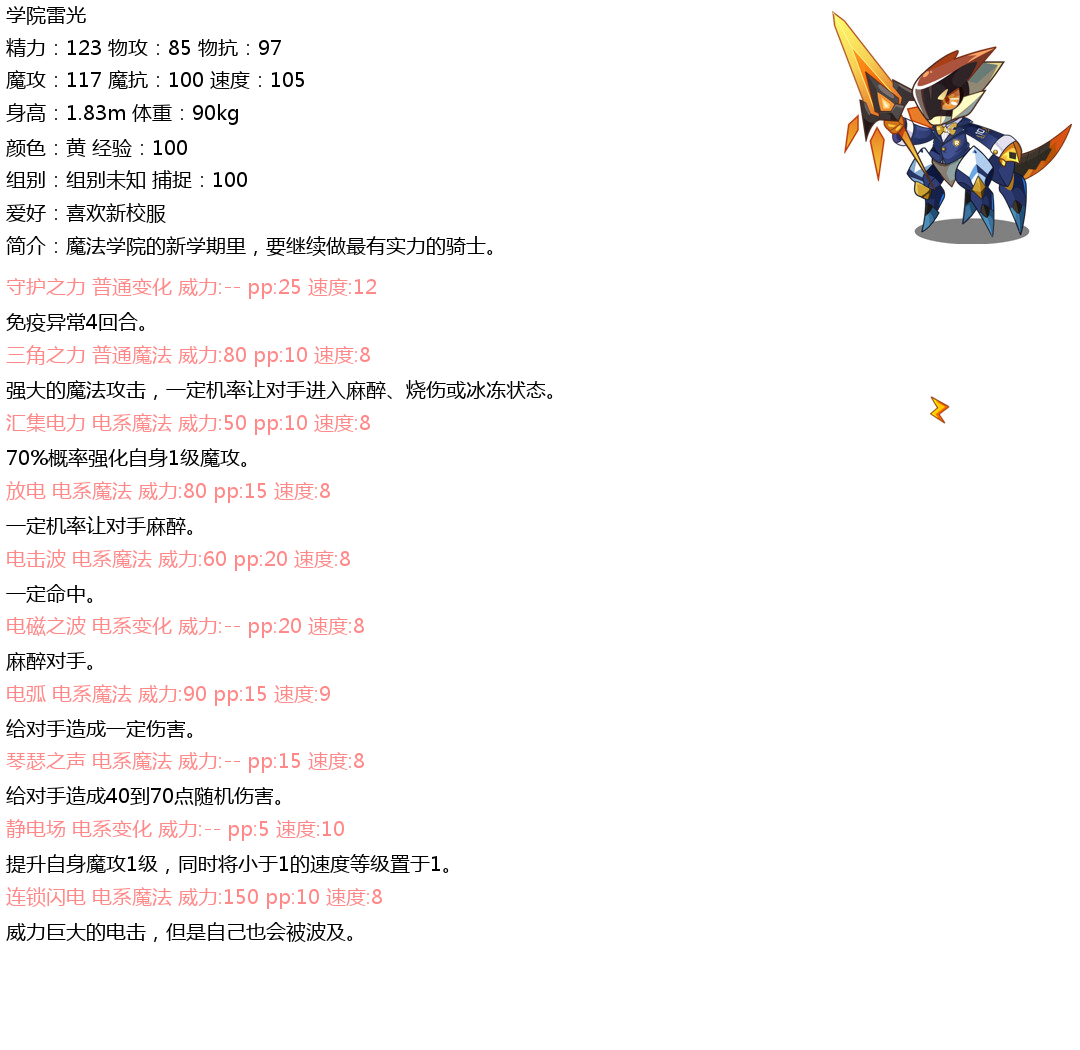 学院雷光
精力：123 物攻：85 物抗：97
魔攻：117 魔抗：100 速度：105
身高：1.83m 体重：90kg
颜色：黄 经验：100
组别：组别未知 捕捉：100
爱好：喜欢新校服
简介：魔法学院的新学期里，要继续做最有实力的骑士。
守护之力 普通变化 威力:-- pp:25 速度:12
免疫异常4回合。
三角之力 普通魔法 威力:80 pp:10 速度:8
强大的魔法攻击，一定机率让对手进入麻醉、烧伤或冰冻状态。
汇集电力 电系魔法 威力:50 pp:10 速度:8
70%概率强化自身1级魔攻。
放电 电系魔法 威力:80 pp:15 速度:8
一定机率让对手麻醉。
电击波 电系魔法 威力:60 pp:20 速度:8
一定命中。
电磁之波 电系变化 威力:-- pp:20 速度:8
麻醉对手。
电弧 电系魔法 威力:90 pp:15 速度:9
给对手造成一定伤害。
琴瑟之声 电系魔法 威力:-- pp:15 速度:8
给对手造成40到70点随机伤害。
静电场 电系变化 威力:-- pp:5 速度:10
提升自身魔攻1级，同时将小于1的速度等级置于1。
连锁闪电 电系魔法 威力:150 pp:10 速度:8
威力巨大的电击，但是自己也会被波及。